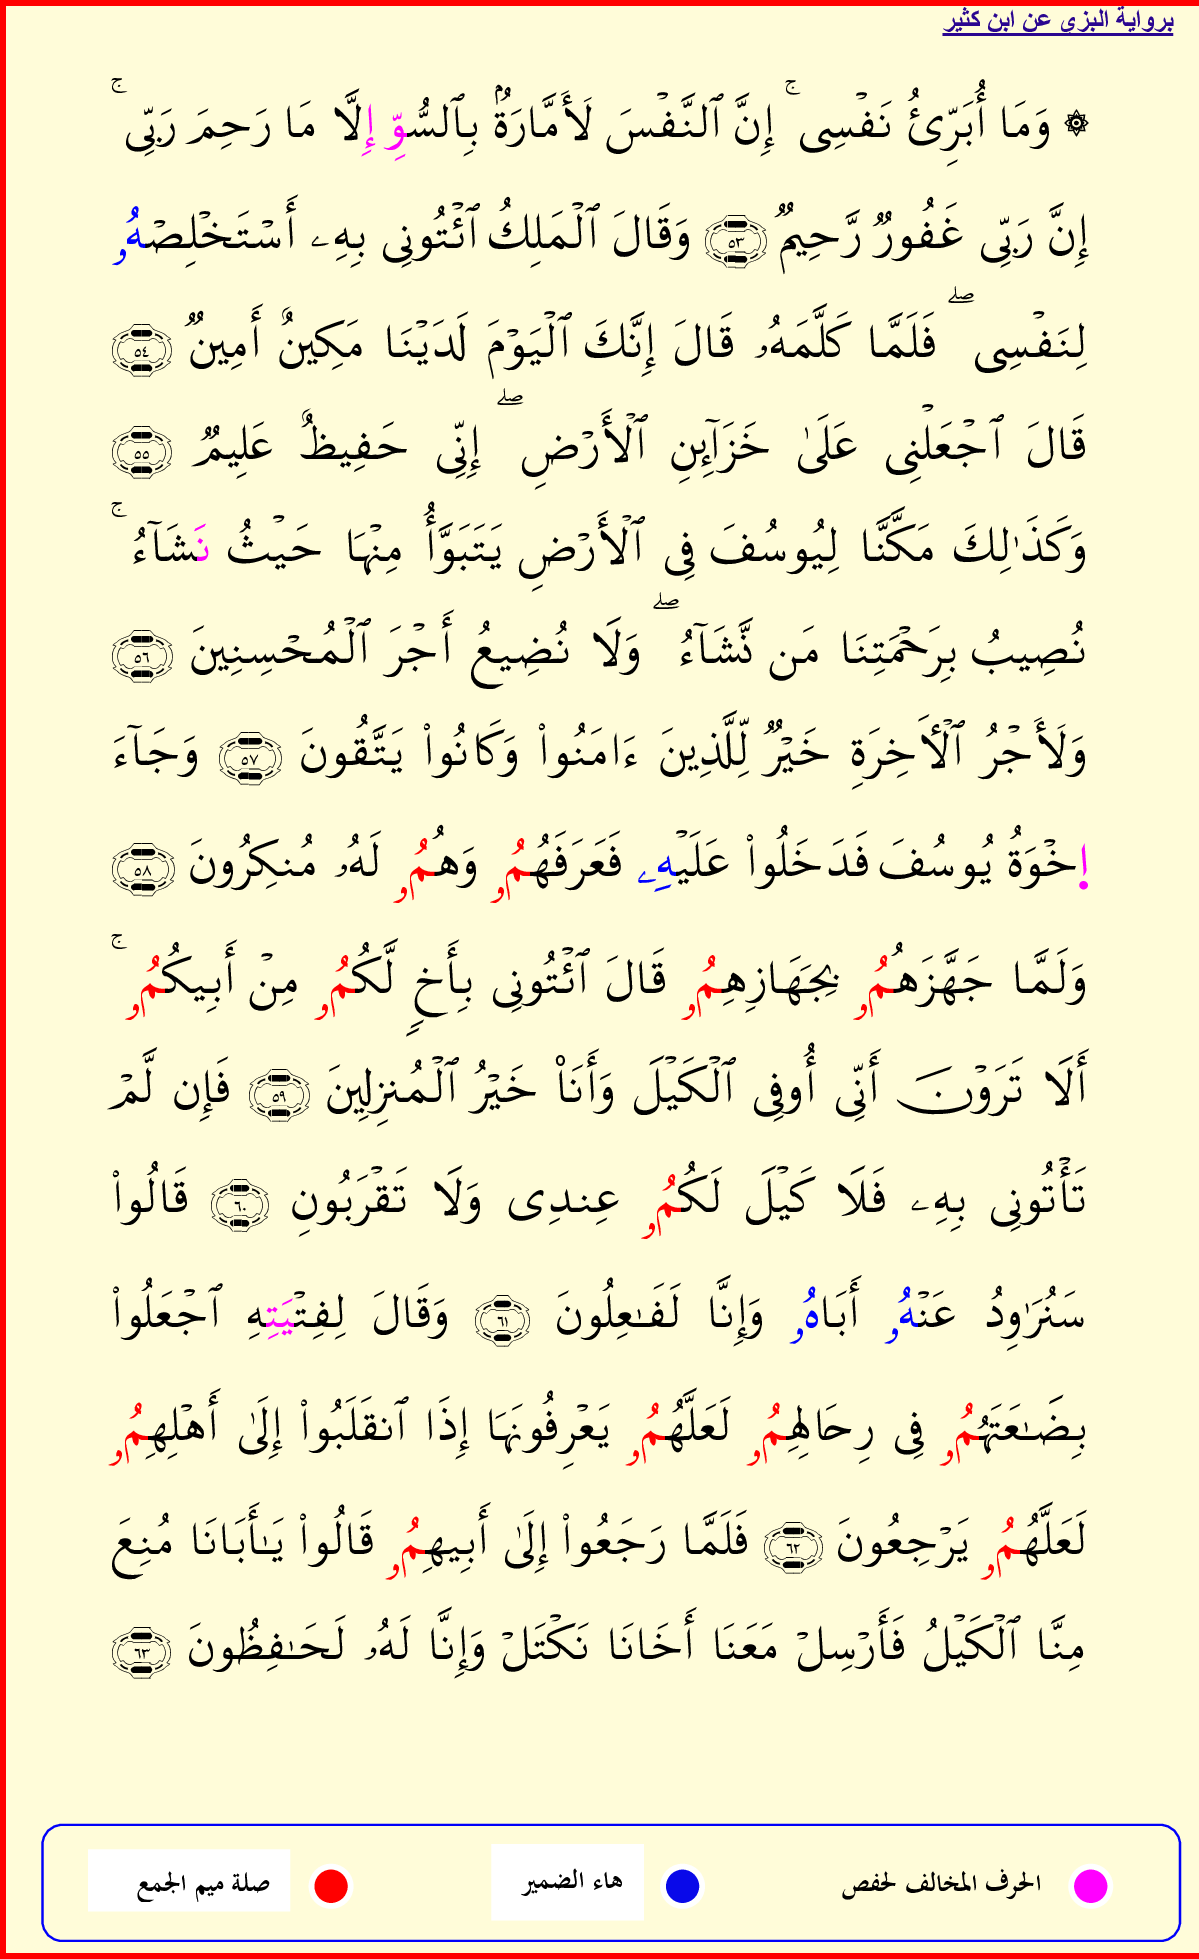 برواية البزي عن ابن كثير
۞ وَمَا أُبَرِّئُ نَفْسِى ۚ إِنَّ ٱلنَّفْسَ لَأَمَّارَةٌۢ بِٱلسُّوِّ إِلَّا مَا رَحِمَ رَبِّى ۚ
إِنَّ رَبِّى غَفُورٌ رَّحِيمٌ ٥٣ وَقَالَ ٱلْمَلِكُ ٱئْتُونِى بِهِۦ أَسْتَخْلِصْهُۥ
لِنَفْسِى ۖ فَلَمَّا كَلَّمَهُۥ قَالَ إِنَّكَ ٱلْيَوْمَ لَدَيْنَا مَكِينٌ أَمِينٌ ٥٤
قَالَ ٱجْعَلْنِى عَلَىٰ خَزَآئِنِ ٱلْأَرْضِ ۖ إِنِّى حَفِيظٌ عَلِيمٌ ٥٥
وَكَذَٰلِكَ مَكَّنَّا لِيُوسُفَ فِى ٱلْأَرْضِ يَتَبَوَّأُ مِنْهَا حَيْثُ نَشَآءُ ۚ
نُصِيبُ بِرَحْمَتِنَا مَن نَّشَآءُ ۖ وَلَا نُضِيعُ أَجْرَ ٱلْمُحْسِنِينَ ٥٦
وَلَأَجْرُ ٱلْأَخِرَةِ خَيْرٌ لِّلَّذِينَ ءَامَنُوا۟ وَكَانُوا۟ يَتَّقُونَ ٥٧ وَجَآءَ
إِخْوَةُ يُوسُفَ فَدَخَلُوا۟ عَلَيْهِۦ فَعَرَفَهُمُۥ وَهُمُۥ لَهُۥ مُنكِرُونَ ٥٨
وَلَمَّا جَهَّزَهُمُۥ بِجَهَازِهِمُۥ قَالَ ٱئْتُونِى بِأَخٍ لَّكُمُۥ مِنْ أَبِيكُمُۥ ۚ
أَلَا تَرَوْنَ أَنِّى أُوفِى ٱلْكَيْلَ وَأَنَا۠ خَيْرُ ٱلْمُنزِلِينَ ٥٩ فَإِن لَّمْ
تَأْتُونِى بِهِۦ فَلَا كَيْلَ لَكُمُۥ عِندِى وَلَا تَقْرَبُونِ ٦٠ قَالُوا۟
سَنُرَٰوِدُ عَنْهُۥ أَبَاهُۥ وَإِنَّا لَفَـٰعِلُونَ ٦١ وَقَالَ لِفِتْيَتِهِ ٱجْعَلُوا۟
بِضَـٰعَتَهُمُۥ فِى رِحَالِهِمُۥ لَعَلَّهُمُۥ يَعْرِفُونَهَا إِذَا ٱنقَلَبُوا۟ إِلَىٰ أَهْلِهِمُۥ
لَعَلَّهُمُۥ يَرْجِعُونَ ٦٢ فَلَمَّا رَجَعُوا۟ إِلَىٰ أَبِيهِمُۥ قَالُوا۟ يَـٰأَبَانَا مُنِعَ
مِنَّا ٱلْكَيْلُ فَأَرْسِلْ مَعَنَا أَخَانَا نَكْتَلْ وَإِنَّا لَهُۥ لَحَـٰفِظُونَ ٦٣
الحرف المخالف لحفص هاء الضمير صلة ميم الجمع